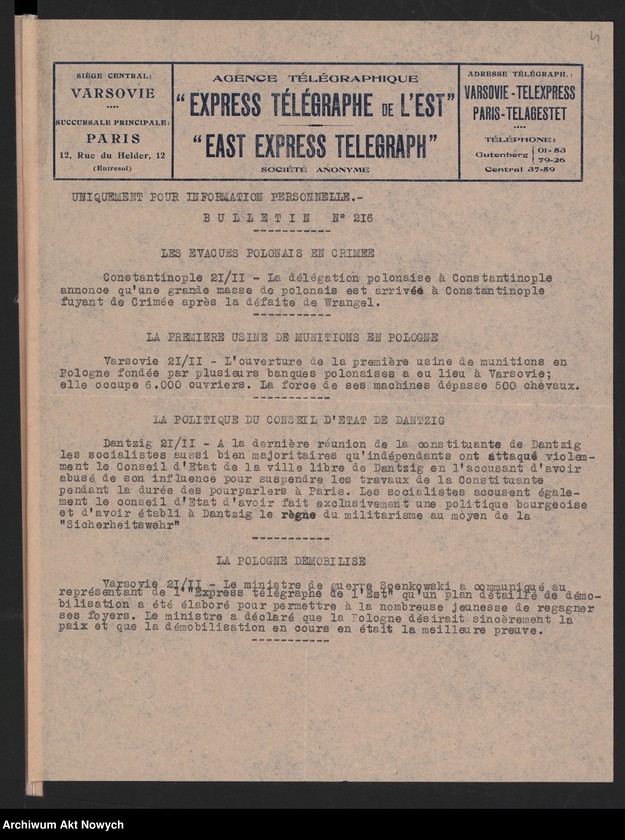 4
SIÈGE CENTRAL:
VARSOVIE
••••
SUCCURSALE PRINCIPALE:
PARIS
12, Rue du Helder, 12
(Entresol)
AGENCE TÉLÉGRAPHIQUE
“ EXPRESS TÉLÉGRAPHE DE L'EST”
“ EAST EXPRESS TELEGRAPH”
SOCIÉTÉ ANONYME
ADRESSE TÉLÉGRAPH.:
VARSOVIE-TELEXPRESS
PARIS-TELAGESTET
••••
TÉLÉPHONE:
Gutenberg { 01-53
79-26
Central 37-59
UNIQUEMENT POUR INFORMATION PERSONNELLE.-
B U L L E T I N N° 216
-----------
LES EVACUES POLONAIS EN CRIMEE
Constantinople 2I/II - La délégation polonaise à Constantinople
annonce qu'une grande masse de polonais est arrivée à Constantinople
fuyant de Crimée après la défaite de Wrangel.
-----------
LA PREMIERE USINE DE MUNITIONS EN POLOGNE
Varsovie 2I/II - L'ouverture de la première usine de munitions en
Pologne fondée par plusieurs banques polonaises a eu lieu à Varsovie;
elle occupe 6.000 ouvriers. La force de ses machines dépasse 500 chevaux.
-----------
LA POLITIQUE DU CONSEIL D'ETAT DE DANTZIG
Dantzig 2I/II - A la dernière réunion de la constituante de Dantzig
les socialistes aussi bien majoritaires qu'indépendants ont attaqué violem-
ment le Conseil d'Etat de la ville libre de Dantzig en l'accusant d'avoir
abusé de son influence pour suspendre les travaux de la Constituante
pendant la durée des pourparlers à Paris. Les socialistes accusent égale-
ment le conseil d'Etat d'avoir fait exclusivement une politique bourgeoise
et d'avoir établi à Dantzig le règne du militarisme au moyen de la
"Sicherheitswehr"
-----------
LA POLOGNE DEMOBILISE
Varsovie 2I/II - Le ministre de guerre Soenkowski a communiqué au
représentant de l'"Express télégraphe de l'Est" qu'un plan détaillé de démo-
bilisation a été élaboré pour permettre à la nombreuse jeunesse de regagner
ses foyers. Le ministre a déclaré que la Pologne désirait sincèrement la
paix et que la démobilisation en cours en était la meilleure preuve.
-----------
Archiwum Akt Nowych